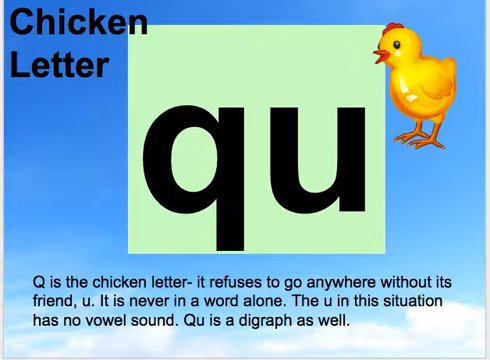 Chicken
Letter
qu
Q is the chicken letter- it refuses to go anywhere without its
friend, u. It is never in a word alone. The u in this situation
has no vowel sound. Qu is a digraph as well.